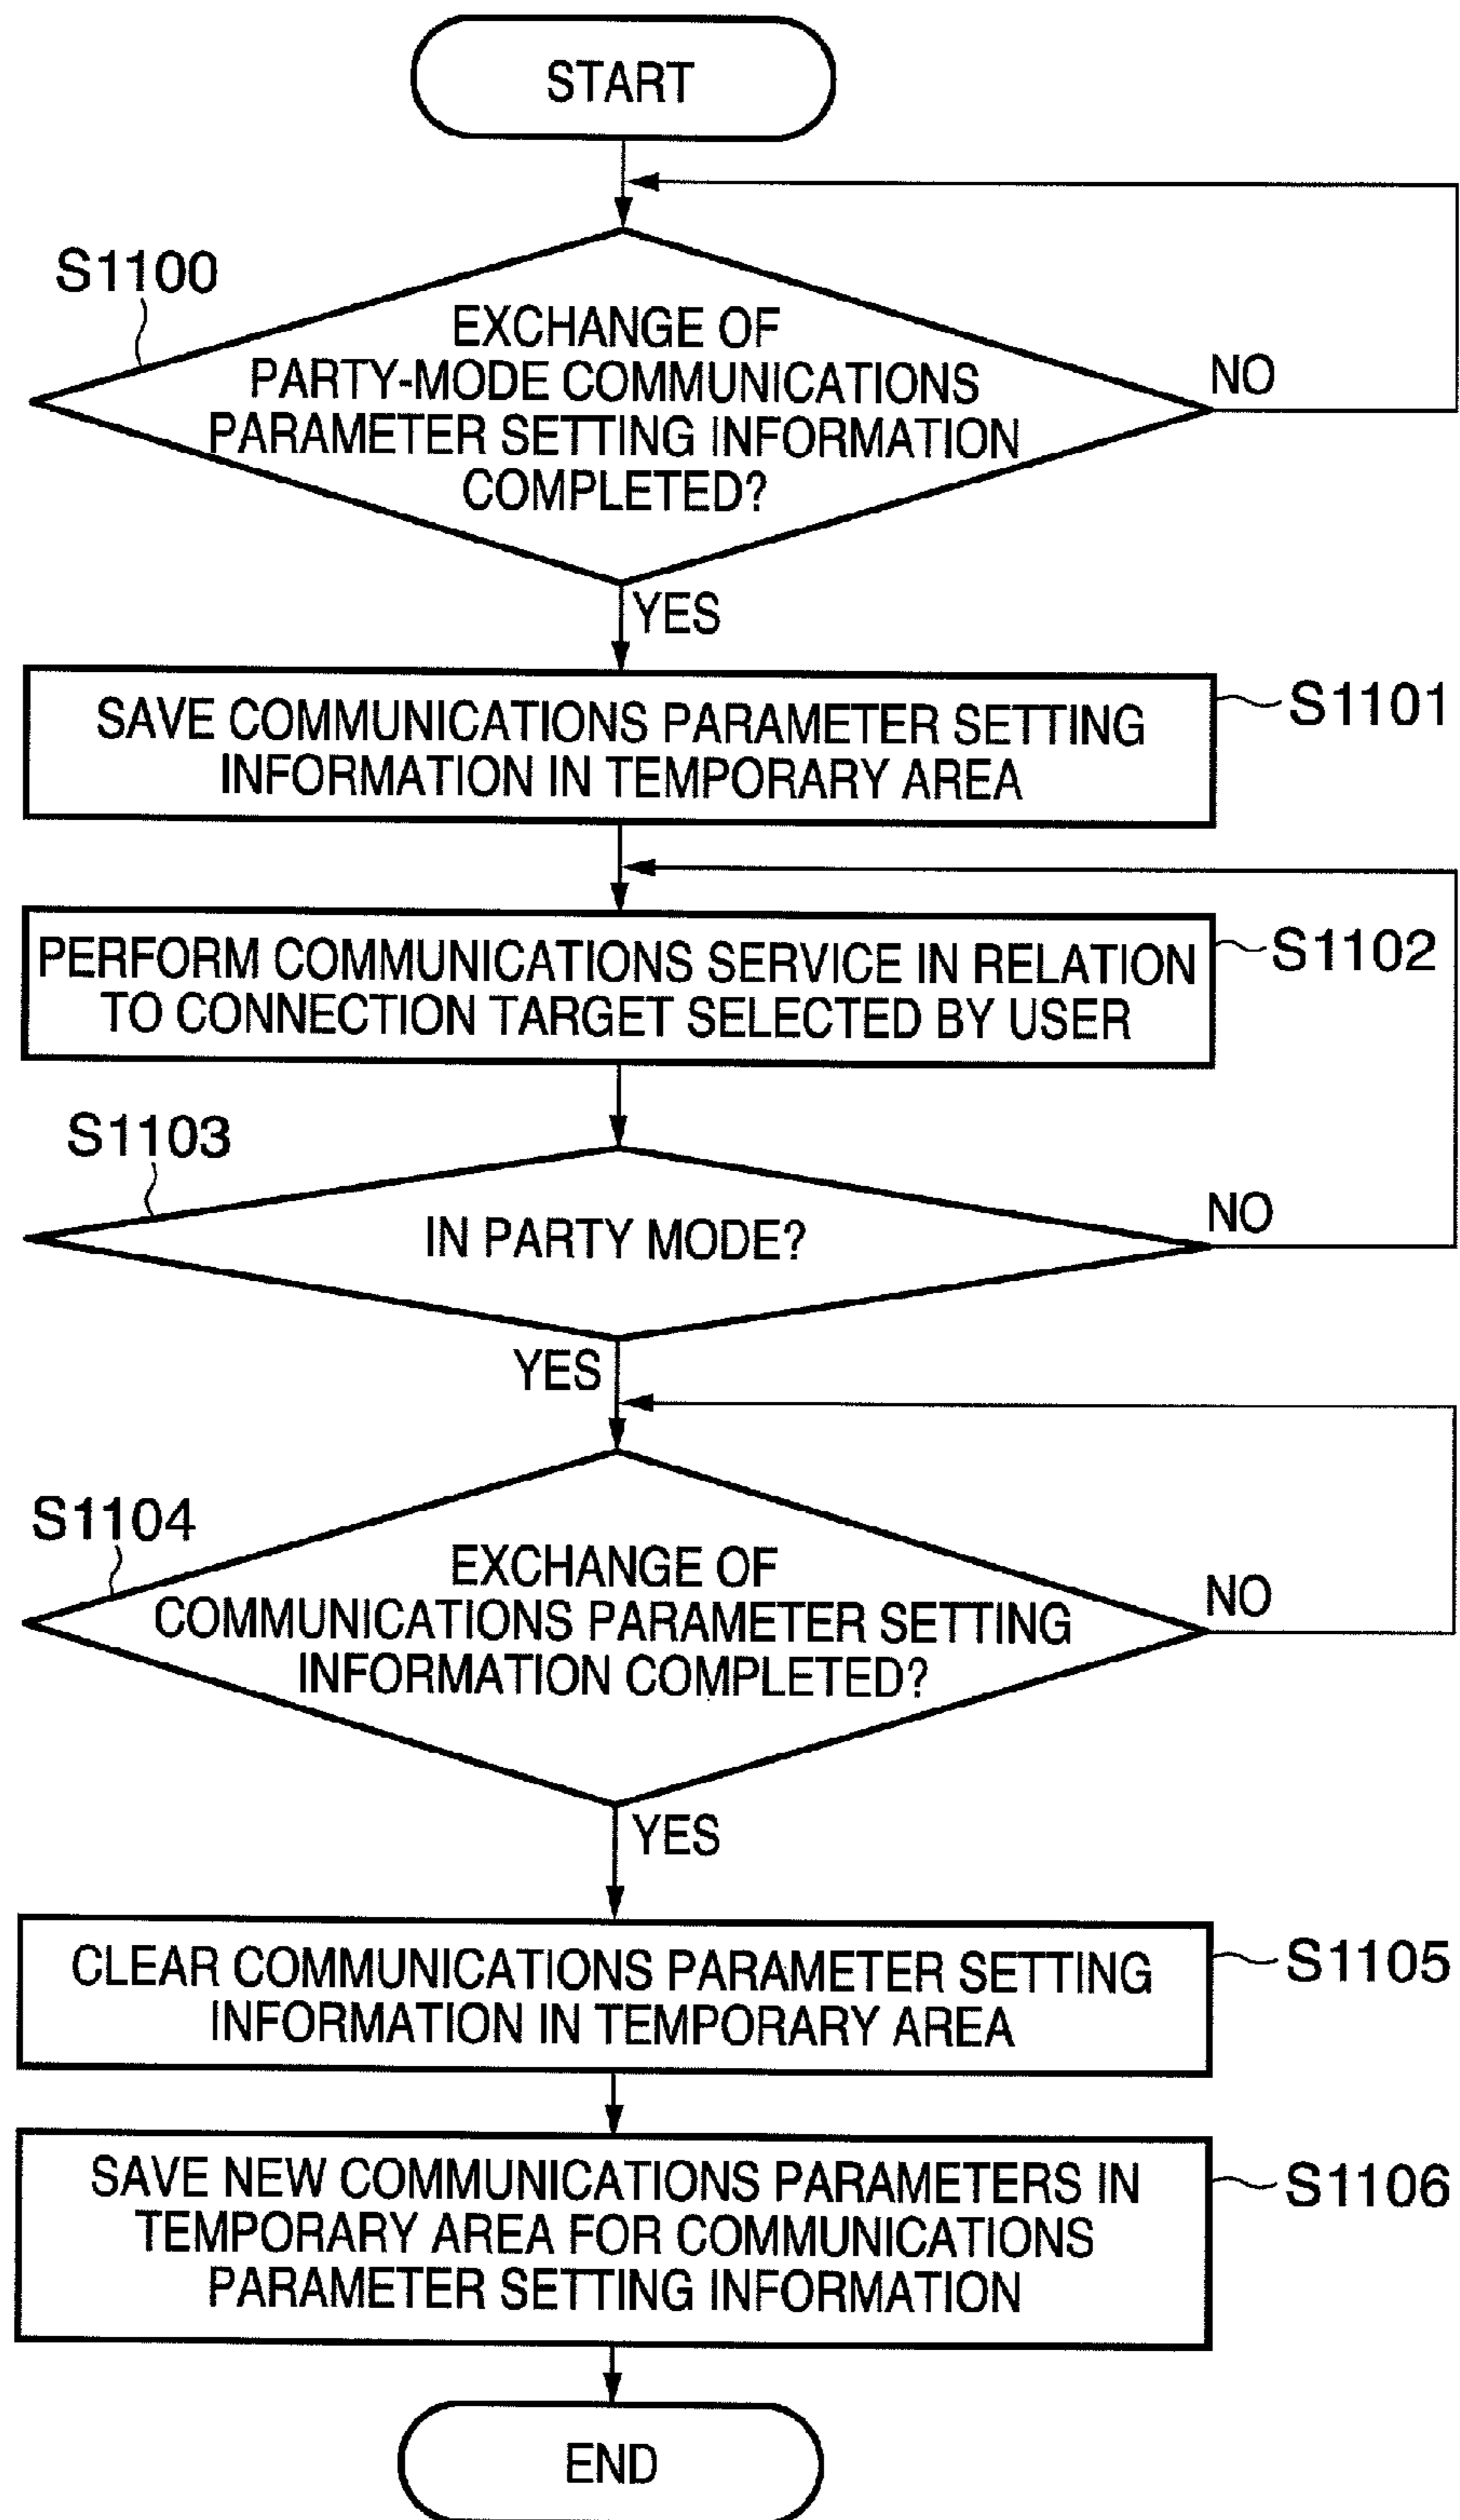 START
S1100
EXCHANGE OF
PARTY-MODE COMMUNICATIONS
PARAMETER SETTING INFORMATION
COMPLETED?
NO
YES
SAVE COMMUNICATIONS PARAMETER SETTING
INFORMATION IN TEMPORARY AREA
S1101
PERFORM COMMUNICATIONS SERVICE IN RELATION
TO CONNECTION TARGET SELECTED BY USER
S1102
S1103
IN PARTY MODE?
NO
YES
S1104
EXCHANGE OF
COMMUNICATIONS PARAMETER SETTING
INFORMATION COMPLETED?
NO
YES
CLEAR COMMUNICATIONS PARAMETER SETTING
INFORMATION IN TEMPORARY AREA
S1105
SAVE NEW COMMUNICATIONS PARAMETERS IN
TEMPORARY AREA FOR COMMUNICATIONS
PARAMETER SETTING INFORMATION
S1106
END